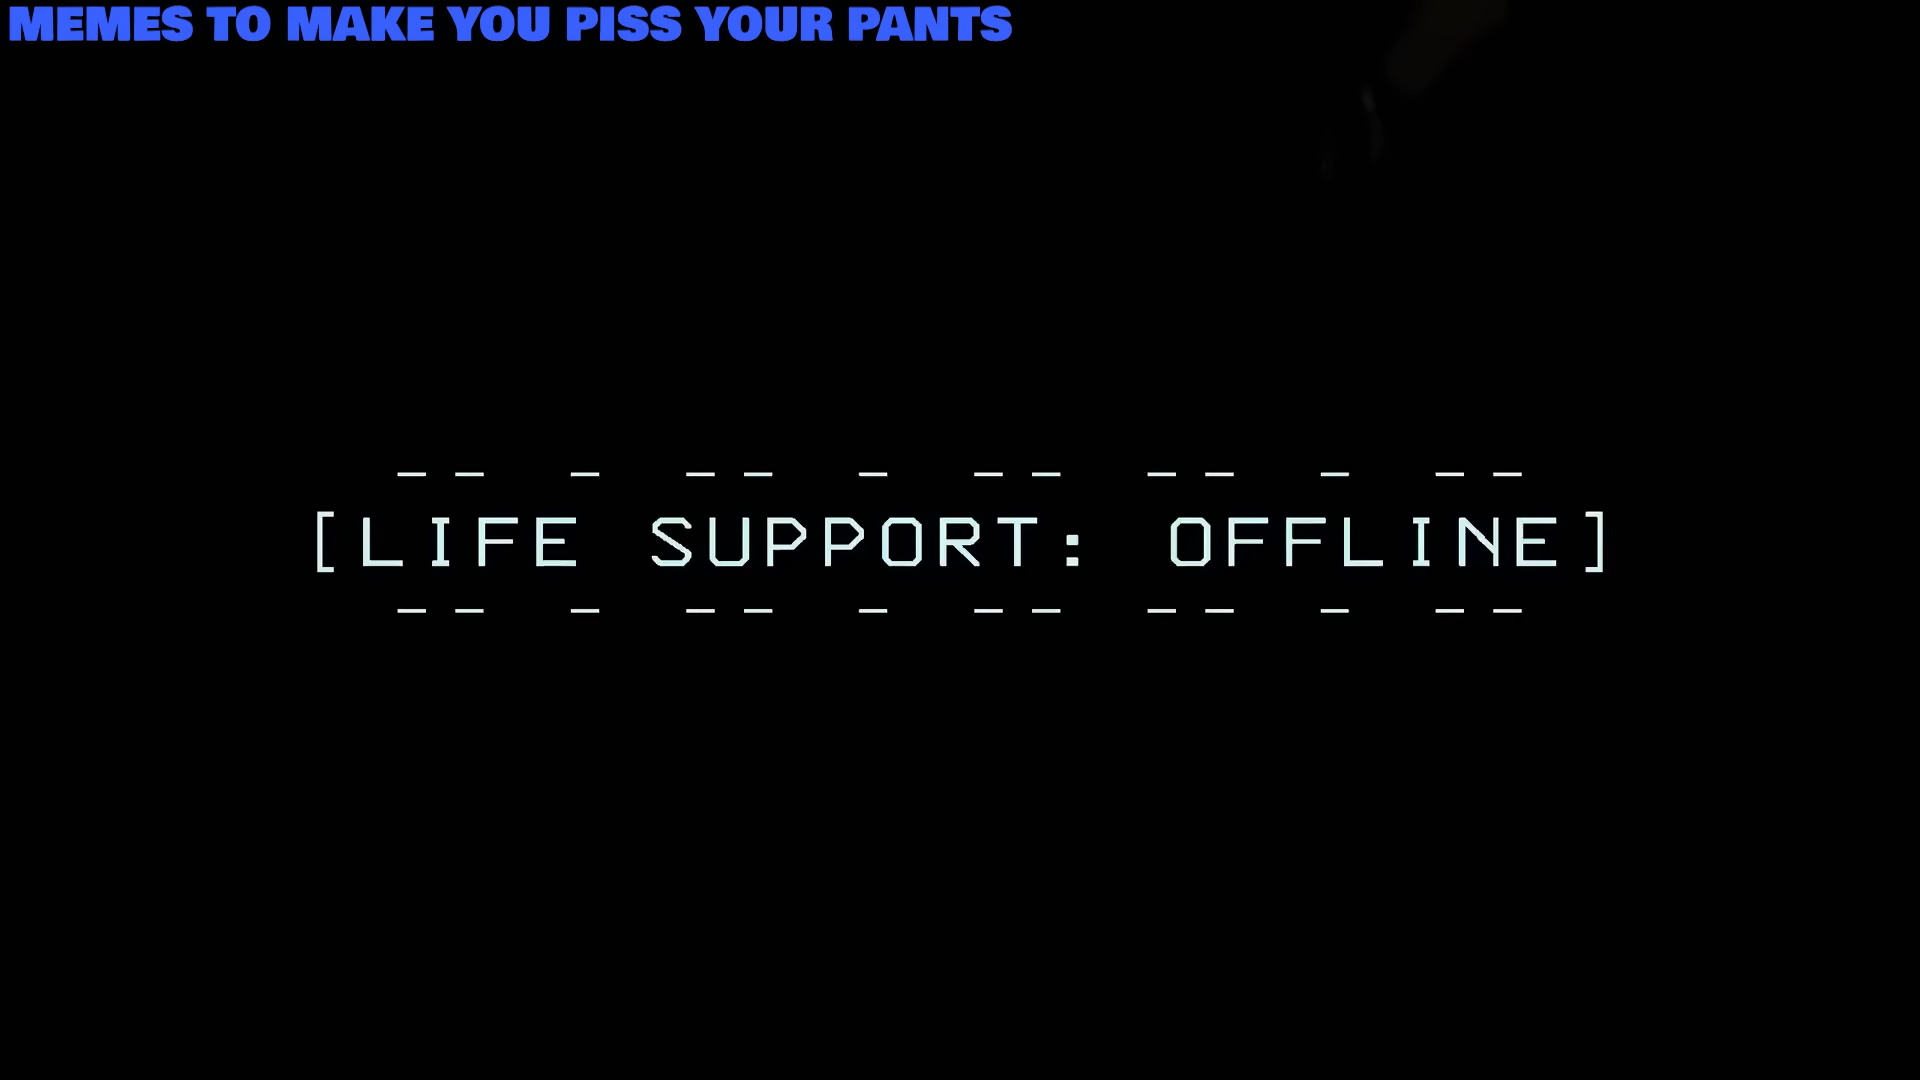 MEMES TO MAKE YOU PISS YOUR PANTS
-- - -- - -- -- - --
[LIFE SUPPORT: OFFLINE]
-- - -- - -- -- - --